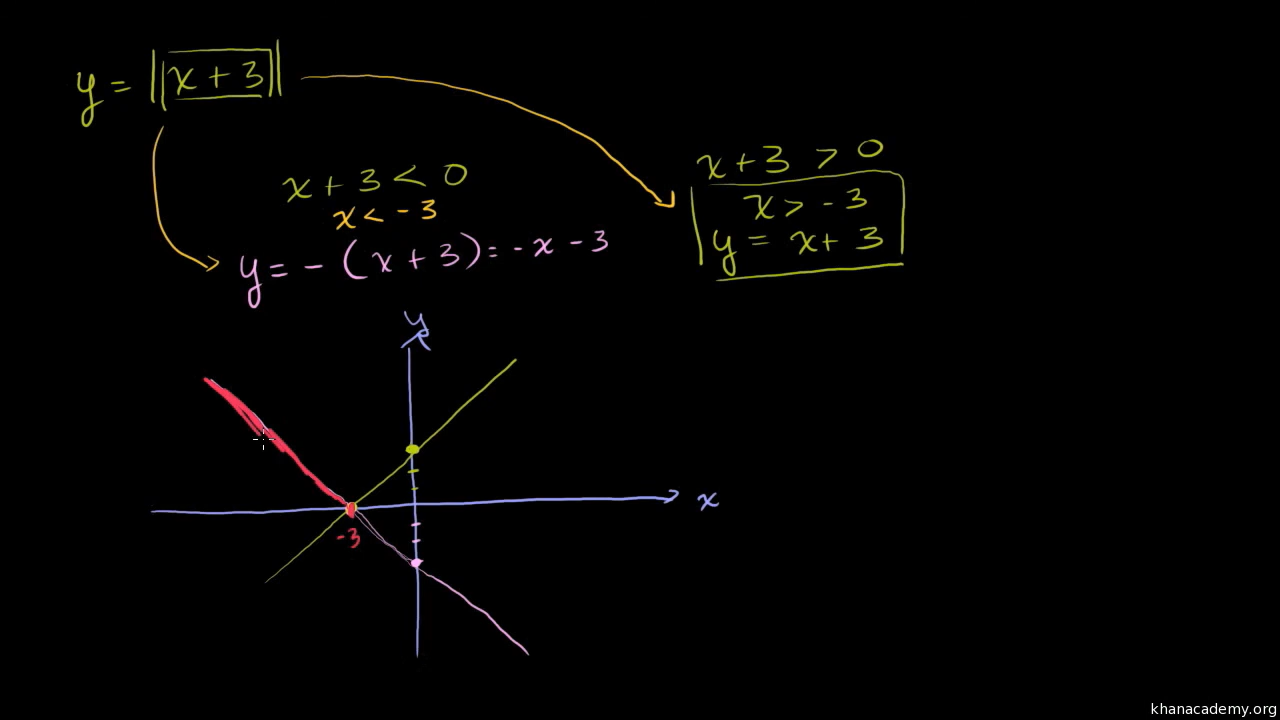 y = |x + 3|
x + 3 > 0
x + 3 < 0
x > -3
x < -3
y = x + 3
y = - (x + 3) = -x - 3
y
x
-3
khanacademy.org